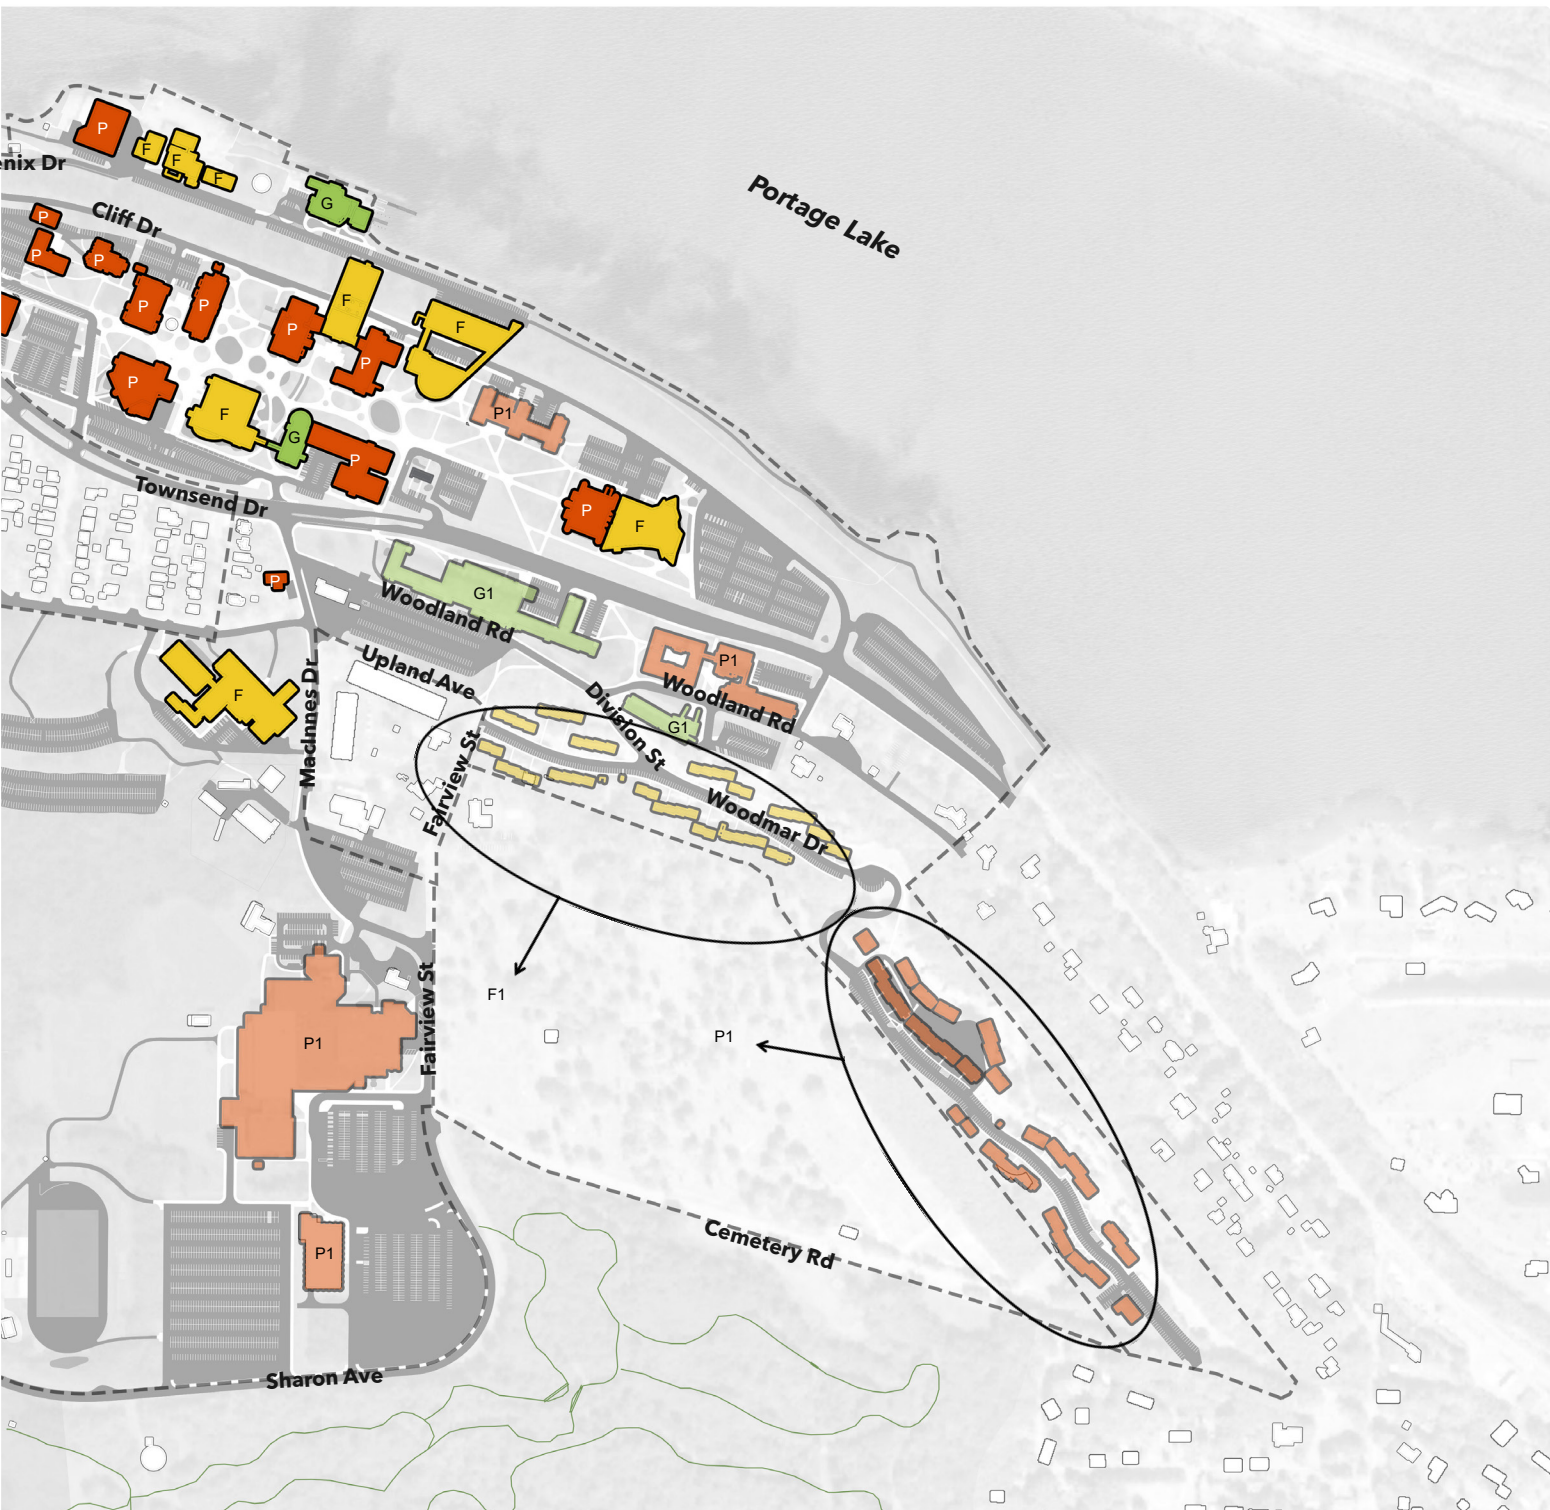 P
F
F
F
enix Dr
G
Portage Lake
Cliff Dr
P
P
P
P
P
P
F
F
P
P
F
P1
G
P
Townsend Dr
P
F
P
G1
Woodland Rd
Upland Ave
P1
Woodland Rd
F
MacInnes Dr
Division St
G1
Fairview St
Woodmar Dr
F1
P1
Fairview St
P1
P1
Cemetery Rd
Sharon Ave